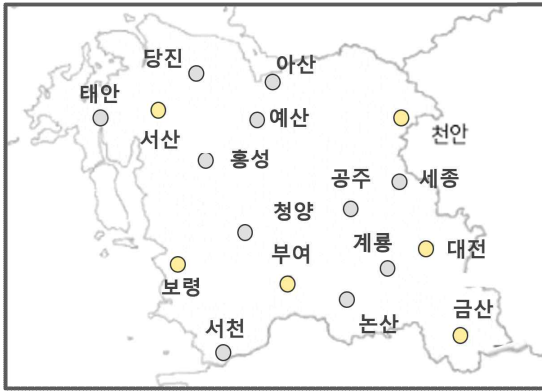 당진
아산
태안
서산
예산
천안
홍성
공주
세종
청양
계룡
대전
부여
보령
금산
논산
서천